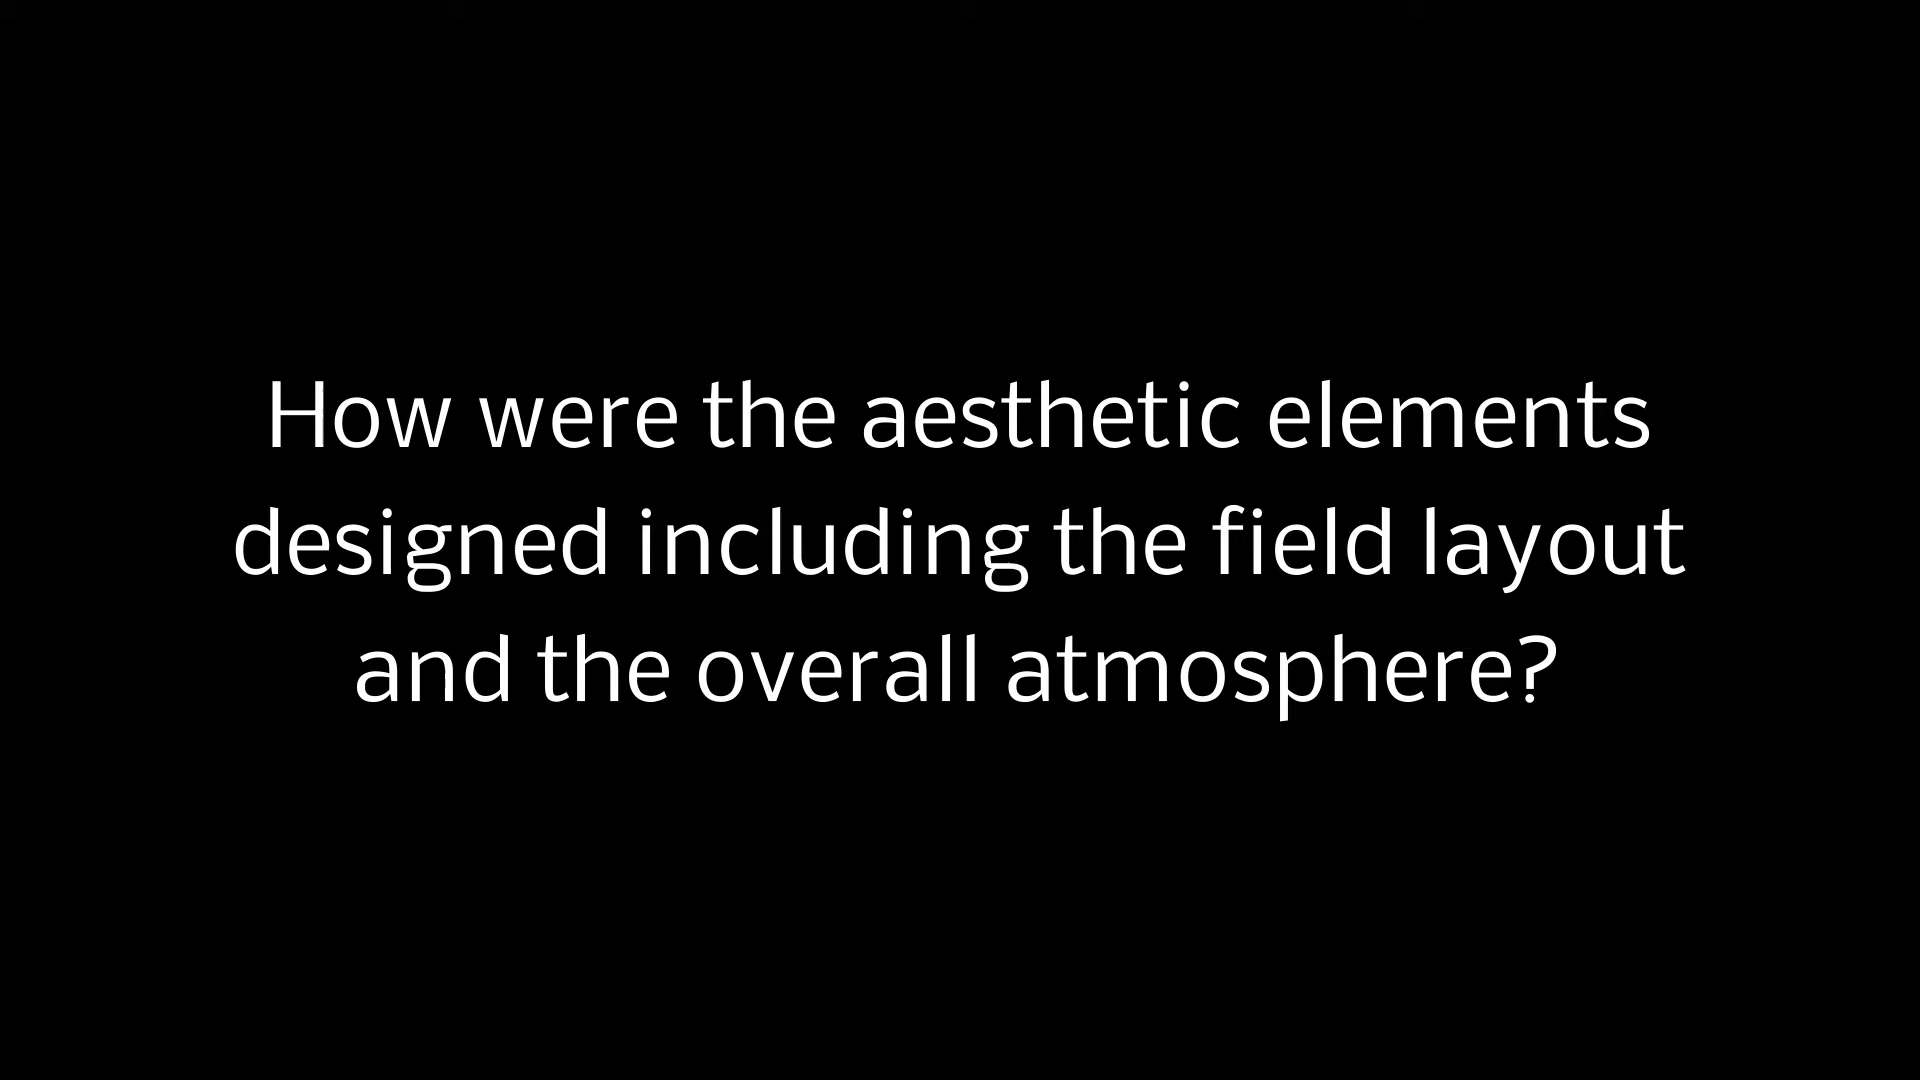 How were the aesthetic elements
designed including the field layout
and the overall atmosphere?